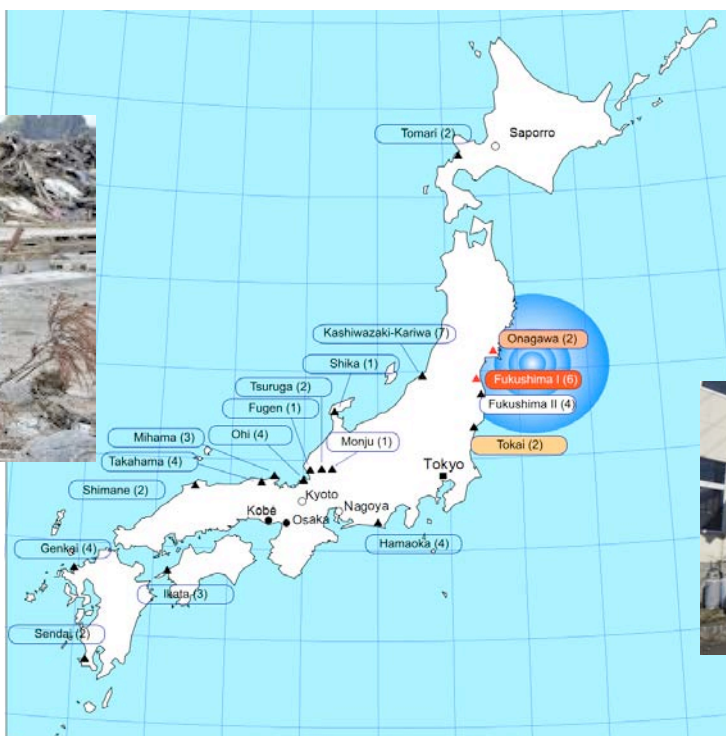 Tomari (2)
Saporro
Kashiwazaki-Kariwa (7)
Onagawa (2)
Shika (1)
Fukushima I (6)
Tsuruga (2)
Fukushima II (4)
Fugen (1)
Mihama (3)
Ohi (4)
Monju (1)
Tokai (2)
Takahama (4)
Tokyo
Shimane (2)
Kyoto
Nagoya
Kobè
Osaka
Hamaoka (4)
Genkai (4)
Ikata (3)
Sendai (2)